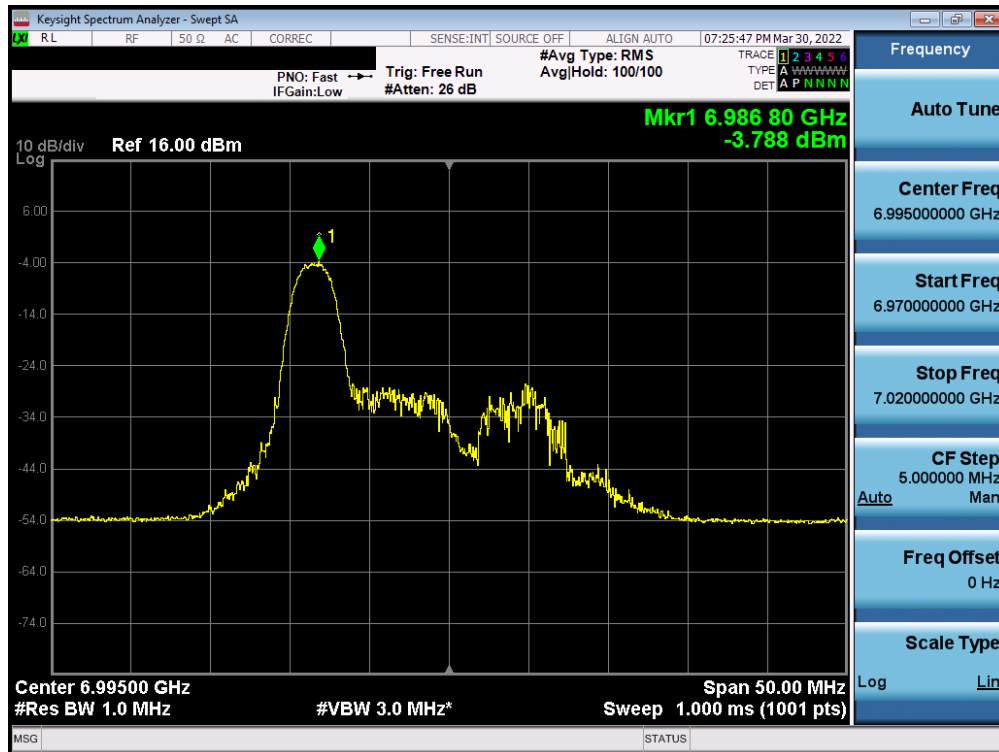 Keysight Spectrum Analyzer - Swept SA
LXI RL RF 50 Ω AC CORREC SENSE:INT SOURCE OFF ALIGN AUTO 07:25:47 PM Mar 30, 2022
PNO: Fast Trig: Free Run #Avg Type: RMS TRACE 1 2 3 4 5 6
IFGain:Low #Atten: 26 dB Avg|Hold: 100/100 TYPE A WWWWW
DET A P N N N N
Mkr1 6.986 80 GHz
-3.788 dBm
10 dB/div Ref 16.00 dBm
Log
1
6.00
-4.00
-14.0
-24.0
-34.0
-44.0
-54.0
-64.0
-74.0
Center 6.99500 GHz Span 50.00 MHz
#Res BW 1.0 MHz #VBW 3.0 MHz* Sweep 1.000 ms (1001 pts)
MSG STATUS
Frequency
Auto Tune
Center Freq
6.995000000 GHz
Start Freq
6.970000000 GHz
Stop Freq
7.020000000 GHz
CF Step
5.000000 MHz
Auto Man
Freq Offset
0 Hz
Scale Type
Log Lin